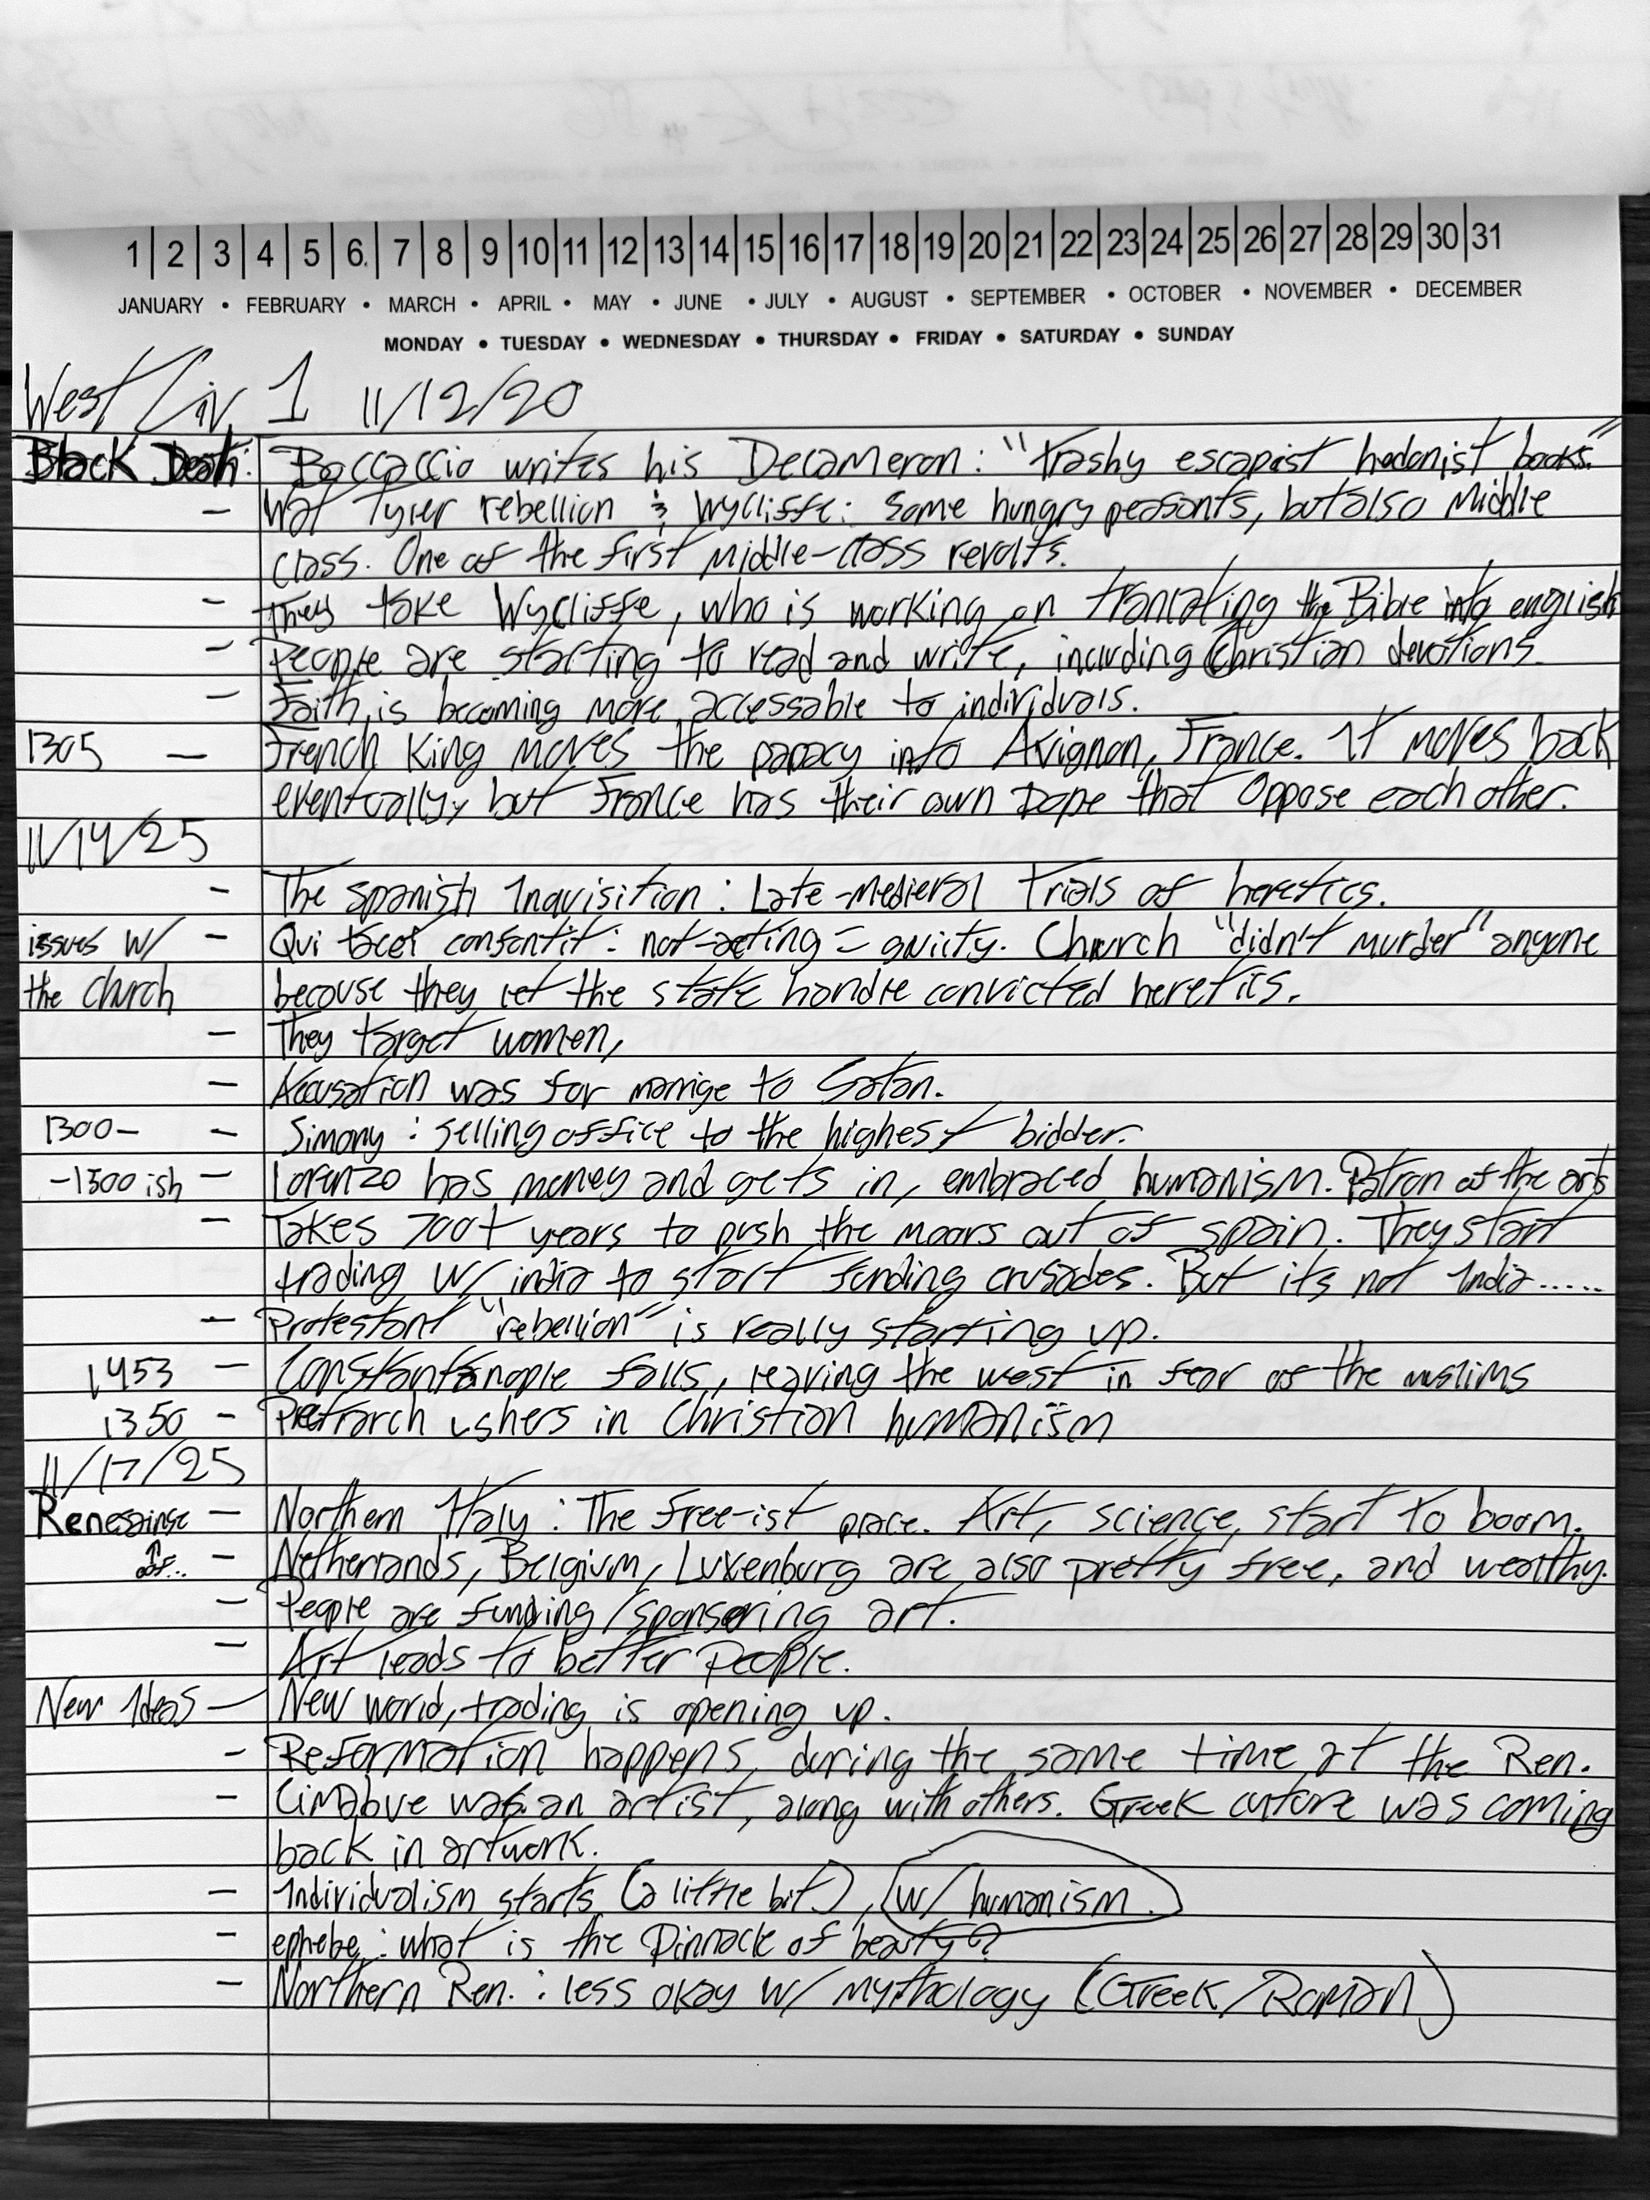 1 | 2 | 3 | 4 | 5 | 6 | 7 | 8 | 9 | 10 | 11 | 12 | 13 | 14 | 15 | 16 | 17 | 18 | 19 | 20 | 21 | 22 | 23 | 24 | 25 | 26 | 27 | 28 | 29 | 30 | 31
JANUARY • FEBRUARY • MARCH • APRIL • MAY • JUNE • JULY • AUGUST • SEPTEMBER • OCTOBER • NOVEMBER • DECEMBER
MONDAY • TUESDAY • WEDNESDAY • THURSDAY • FRIDAY • SATURDAY • SUNDAY
West Civ. 1 11/12/20
Black Death: Boccaccio writes his Decameron: "trashy escapist hedonist books."
- Wat Tyler rebellion & Wycliffe: Some hungry peasants, but also Middle
class. One of the first middle-class revolts.
- They take Wycliffe, who is working on translating the Bible into english
- People are starting to read and write, including Christian devotions.
- Faith is becoming more accessable to individuals.
1305 - French King moves the papacy into Avignon, France. It moves back
eventually, but France has their own Pope that Oppose each other.
11/14/25
- The Spanish Inquisition: Late-Medieval Trials of heretics.
issues w/ - Qui tacet consentit: not-acting = guilty. Church "didn't murder" anyone
the church because they let the state handle convicted heretics.
- They target women,
- Accusation was for marrige to Satan.
1300- - Simony: selling office to the highest bidder.
-1500 ish - Lorenzo has money and gets in, embraced humanism. Patron of the arts
- Takes 700+ years to push the moors out of spain. They start
trading w/ india to start funding crusades. But its not India.....
- Protestant "rebellion" is really starting up.
1453 - Constantanople falls, leaving the west in fear of the muslims
1350 - Petrarch ushers in Christian humanism
11/17/25
Renessainse - Northern Italy: The free-ist place. Art, science, start to boom.
↑ of... - Netherlands, Belgium, Luxenburg are also pretty free, and wealthy.
- People are funding/sponsoring art.
- Art leads to better people.
New Ideas - New world, trading is opening up.
- Reformation happens during the same time at the Ren.
- Cimabue was an artist, along with others. Greek culture was coming
back in artwork.
- Individualism starts (a little bit), w/ humanism.
- ephebe: what is the Pinnacle of beauty?
- Northern Ren.: less okay w/ mythology (Greek/Roman)